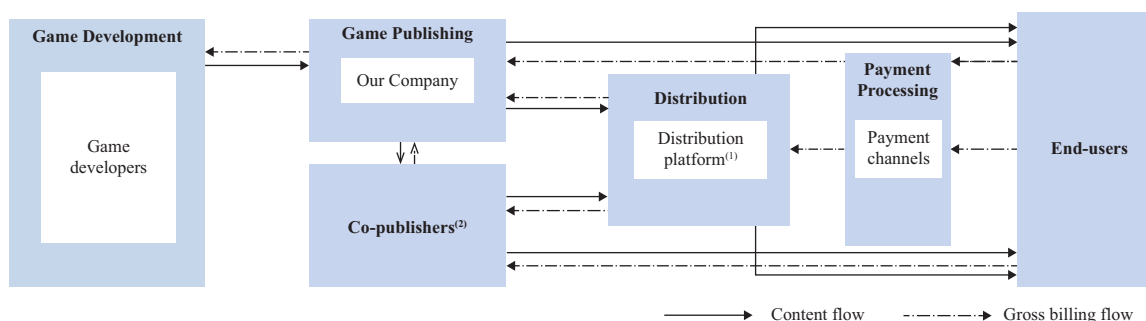 Game Development
Game
developers
Game Publishing
Our Company
Co-publishers(2)
Distribution
Distribution
platform(1)
Payment
Processing
Payment
channels
End-users
Content flow
Gross billing flow